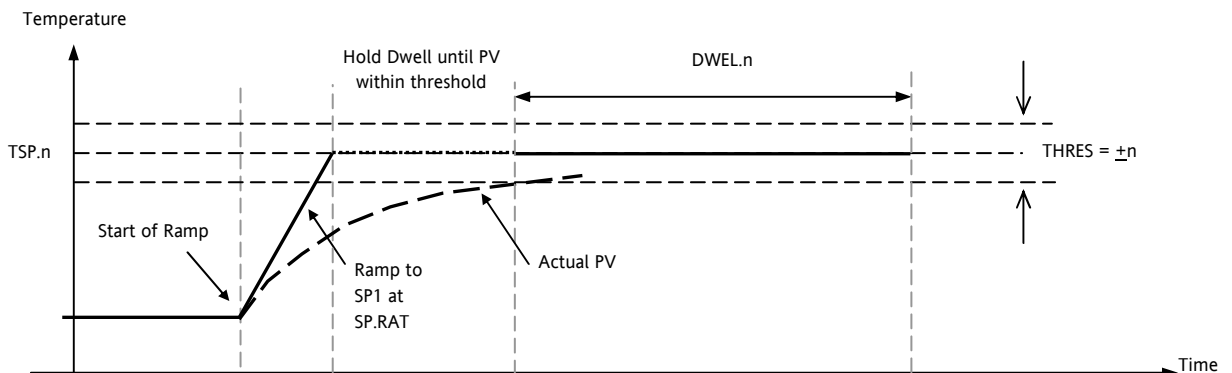 Temperature
Hold Dwell until PV
within threshold
DWEL.n
TSP.n
THRES = ±n
Start of Ramp
Ramp to
SP1 at
SP.RAT
Actual PV
Time